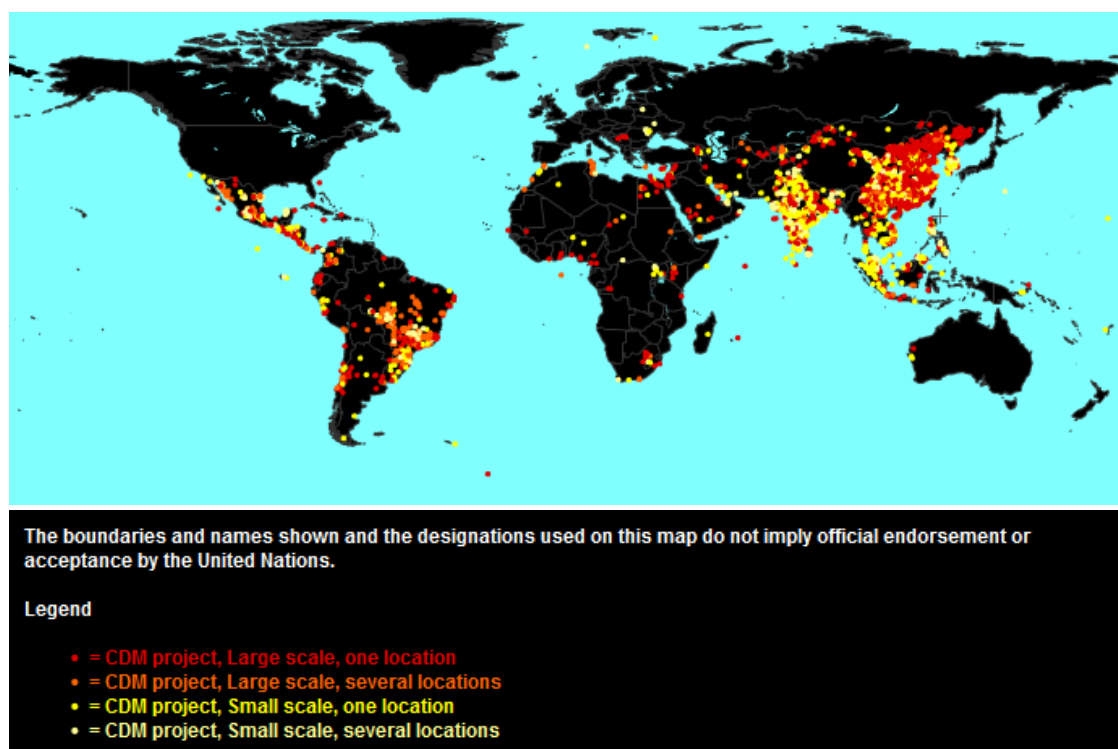 The boundaries and names shown and the designations used on this map do not imply official endorsement or
acceptance by the United Nations.
Legend
• = CDM project, Large scale, one location
• = CDM project, Large scale, several locations
• = CDM project, Small scale, one location
• = CDM project, Small scale, several locations